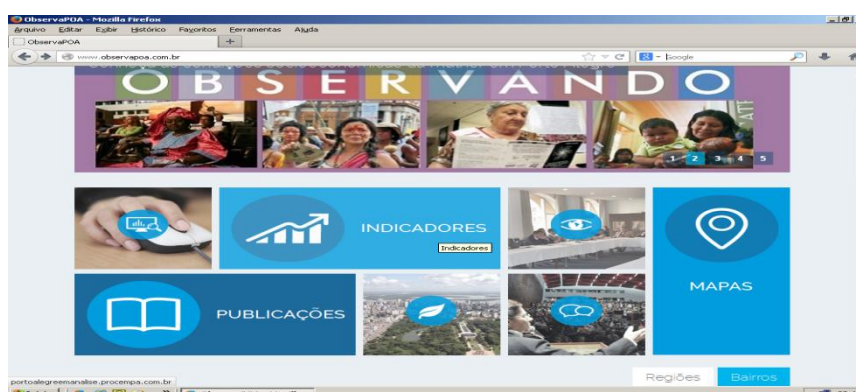 ObservaPOA - Mozilla Firefox
Arquivo Editar Exibir Histórico Favoritos Ferramentas Ajuda
ObservaPOA
www.observapoa.com.br
Google
OBSERVANDO
1 2 3 4 5
INDICADORES
Indicadores
MAPAS
PUBLICAÇÕES
Regiões Bairros
portoalegreemanalise.procempa.com.br